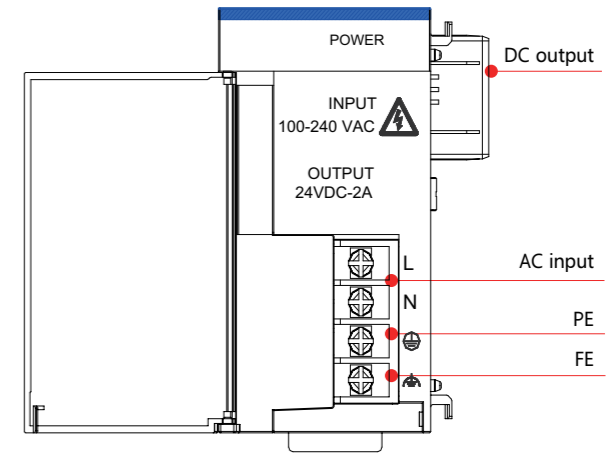 POWER
DC output
INPUT
100-240 VAC
OUTPUT
24VDC-2A
L
AC input
N
PE
FE